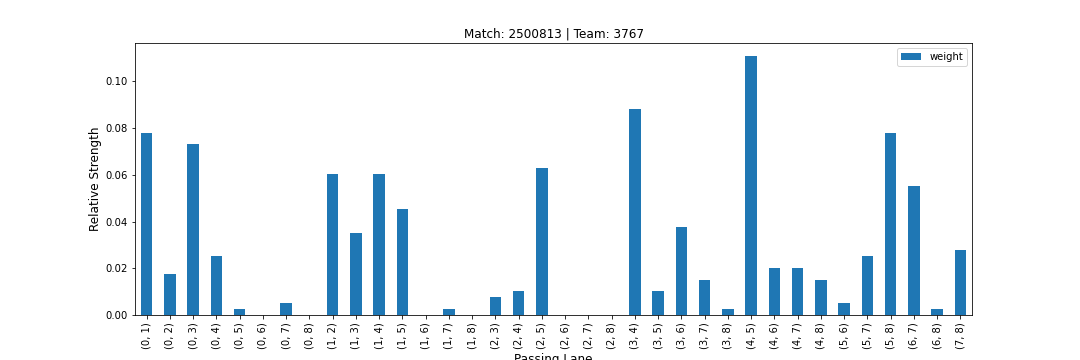 Match: 2500813 | Team: 3767
weight
Relative Strength
0.10
0.08
0.06
0.04
0.02
0.00
(0, 1) (0, 2) (0, 3) (0, 4) (0, 5) (0, 6) (0, 7) (0, 8) (1, 2) (1, 3) (1, 4) (1, 5) (1, 6) (1, 7) (1, 8) (2, 3) (2, 4) (2, 5) (2, 6) (2, 7) (2, 8) (3, 4) (3, 5) (3, 6) (3, 7) (3, 8) (4, 5) (4, 6) (4, 7) (4, 8) (5, 6) (5, 7) (5, 8) (6, 7) (6, 8) (7, 8)
Passing Lane